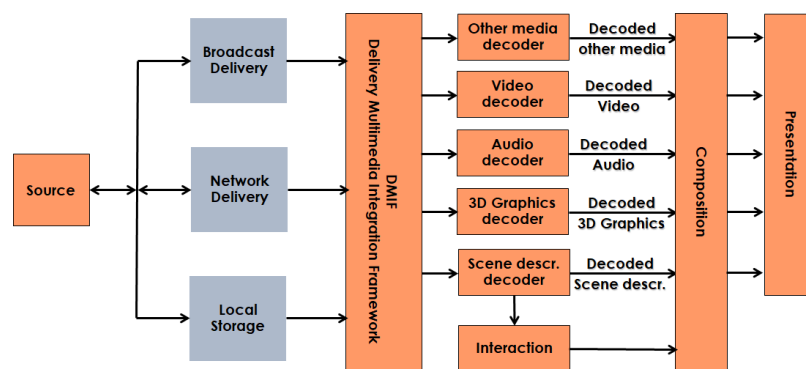 Source
Broadcast
Delivery
Network
Delivery
Local
Storage
Delivery Multimedia Integration Framework
DMIF
Other media
decoder
Video
decoder
Audio
decoder
3D Graphics
decoder
Scene descr.
decoder
Interaction
Decoded
other media
Decoded
Video
Decoded
Audio
Decoded
3D Graphics
Decoded
Scene descr.
Composition
Presentation